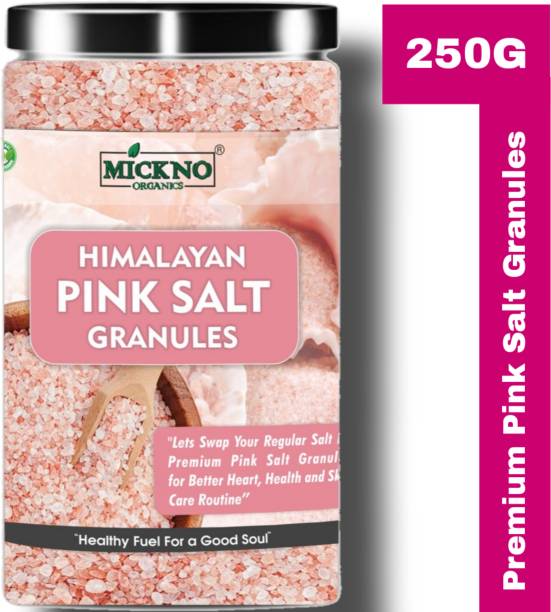 250G
Premium Pink Salt Granules
MICKNO ®
ORGANICS
HIMALAYAN
PINK SALT
GRANULES
"Lets Swap Your Regular Salt
Premium Pink Salt Granul
for Better Heart, Health and Sk
Care Routine"
"Healthy Fuel For a Good Soul"